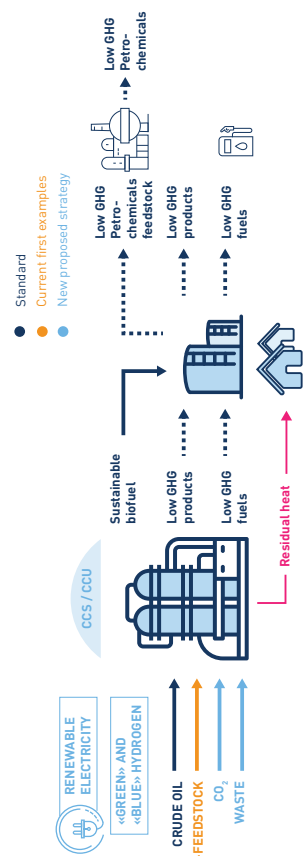 Standard
Current first examples
New proposed strategy
RENEWABLE
ELECTRICITY
«GREEN» AND
«BLUE» HYDROGEN
CCS / CCU
CRUDE OIL
-FEEDSTOCK
CO₂
WASTE
Sustainable
biofuel
Low GHG
products
Low GHG
fuels
Residual heat
Low GHG
Petro-
chemicals
feedstock
Low GHG
products
Low GHG
fuels
Low GHG
Petro-
chemicals